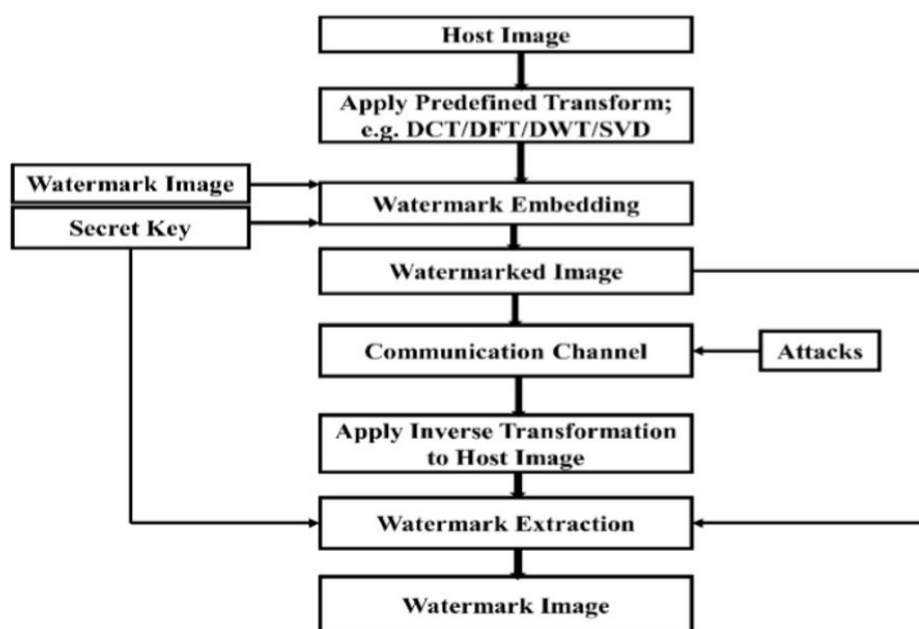 Host Image
Apply Predefined Transform;
e.g. DCT/DFT/DWT/SVD
Watermark Image
Secret Key
Watermark Embedding
Watermarked Image
Communication Channel
Attacks
Apply Inverse Transformation
to Host Image
Watermark Extraction
Watermark Image